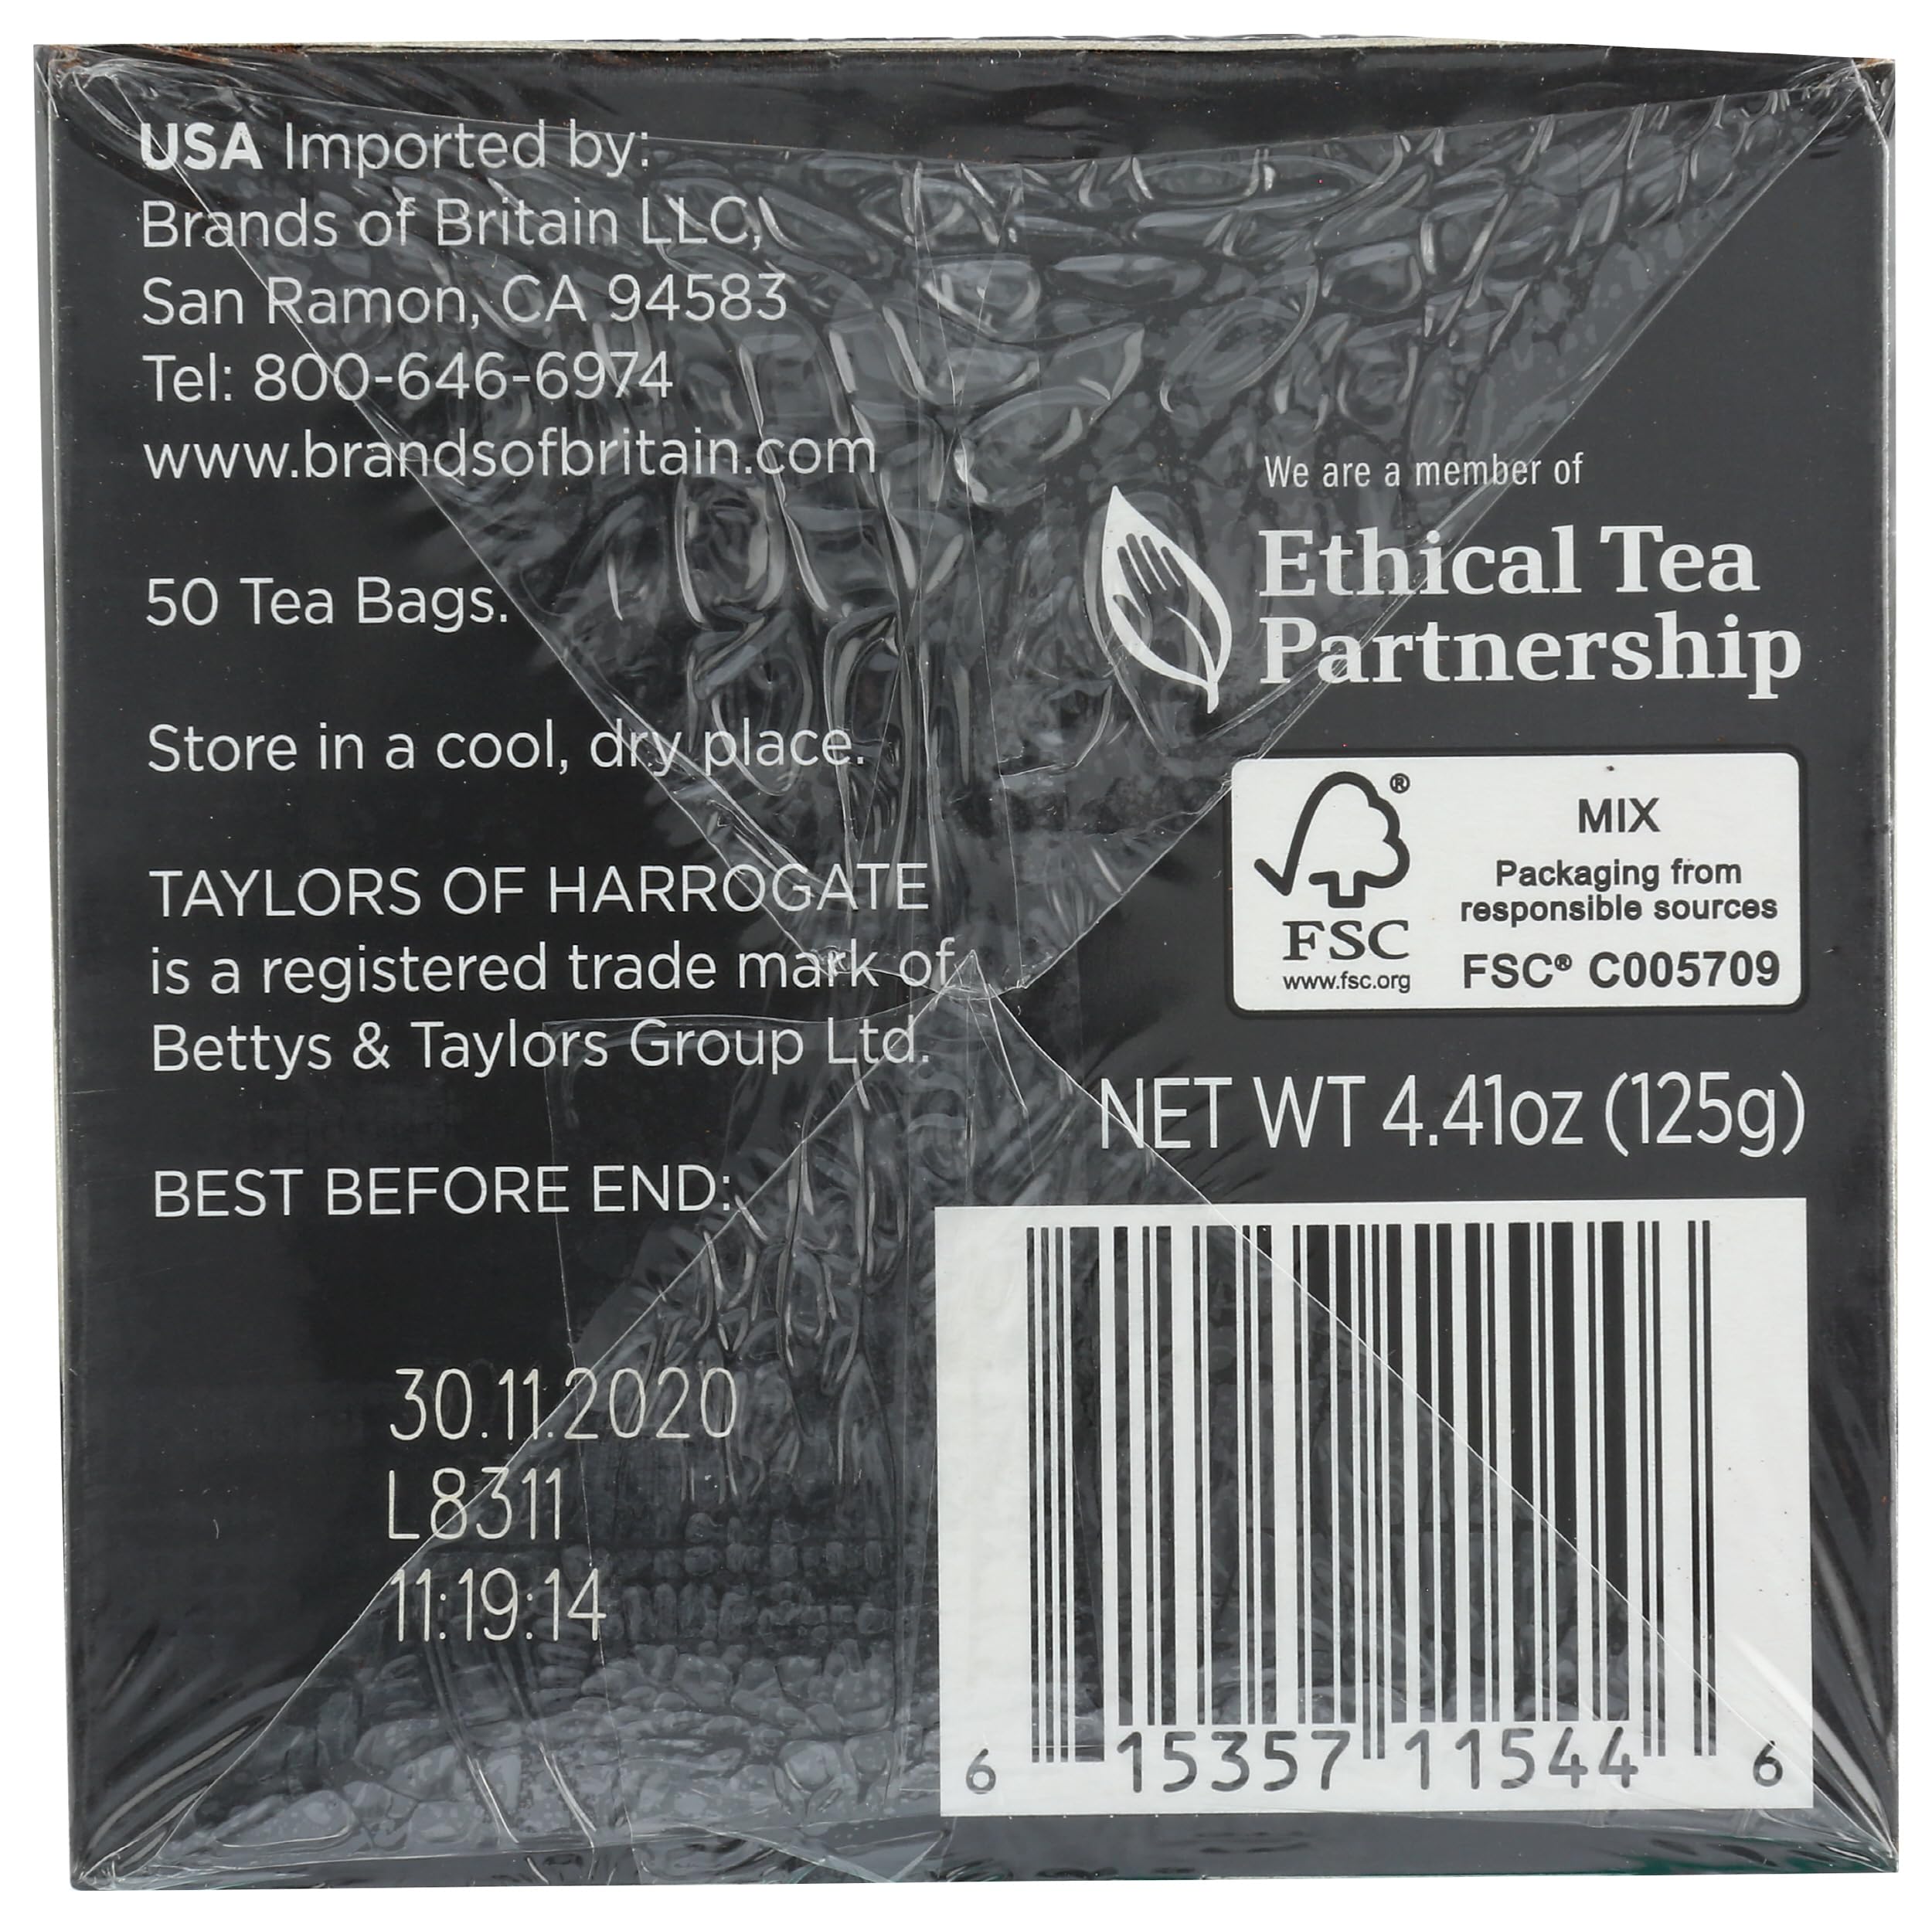 USA Imported by:
Brands of Britain LLC,
San Ramon, CA 94583
Tel: 800-646-6974
www.brandsofbritain.com
50 Tea Bags.
Store in a cool, dry place.
TAYLORS OF HARROGATE
is a registered trade mark of
Bettys & Taylors Group Ltd.
BEST BEFORE END:
30.11.2020
L8311
11:19:14
We are a member of
Ethical Tea
Partnership
®
FSC
www.fsc.org
MIX
Packaging from
responsible sources
FSC® C005709
NET WT 4.41oz (125g)
6 15357 11544 6